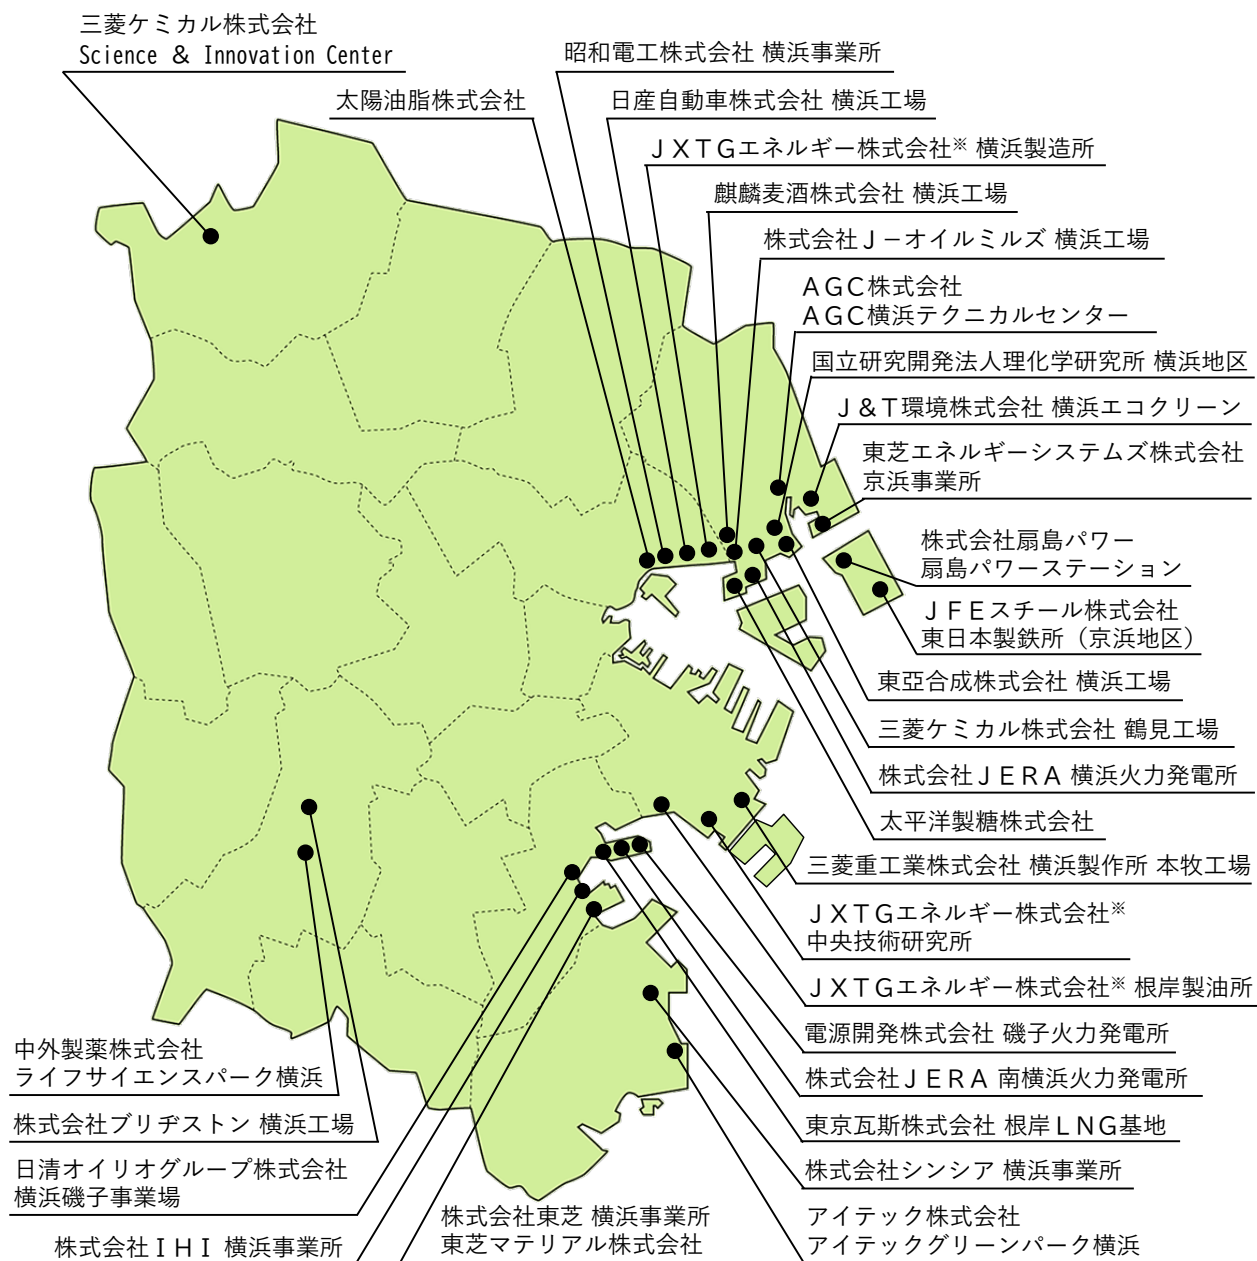 三菱ケミカル株式会社
Science & Innovation Center
昭和電工株式会社 横浜事業所
太陽油脂株式会社
日産自動車株式会社 横浜工場
ＪＸＴＧエネルギー株式会社※ 横浜製造所
麒麟麦酒株式会社 横浜工場
株式会社Ｊ－オイルミルズ 横浜工場
ＡＧＣ株式会社
ＡＧＣ横浜テクニカルセンター
国立研究開発法人理化学研究所 横浜地区
Ｊ＆Ｔ環境株式会社 横浜エコクリーン
東芝エネルギーシステムズ株式会社
京浜事業所
株式会社扇島パワー
扇島パワーステーション
ＪＦＥスチール株式会社
東日本製鉄所（京浜地区）
東亞合成株式会社 横浜工場
三菱ケミカル株式会社 鶴見工場
株式会社ＪＥＲＡ 横浜火力発電所
太平洋製糖株式会社
三菱重工業株式会社 横浜製作所 本牧工場
ＪＸＴＧエネルギー株式会社※
中央技術研究所
ＪＸＴＧエネルギー株式会社※ 根岸製油所
電源開発株式会社 磯子火力発電所
株式会社ＪＥＲＡ 南横浜火力発電所
東京瓦斯株式会社 根岸ＬＮＧ基地
株式会社シンシア 横浜事業所
アイテック株式会社
アイテックグリーンパーク横浜
中外製薬株式会社
ライフサイエンスパーク横浜
株式会社ブリヂストン 横浜工場
日清オイリオグループ株式会社
横浜磯子事業場
株式会社ＩＨＩ 横浜事業所
株式会社東芝 横浜事業所
東芝マテリアル株式会社